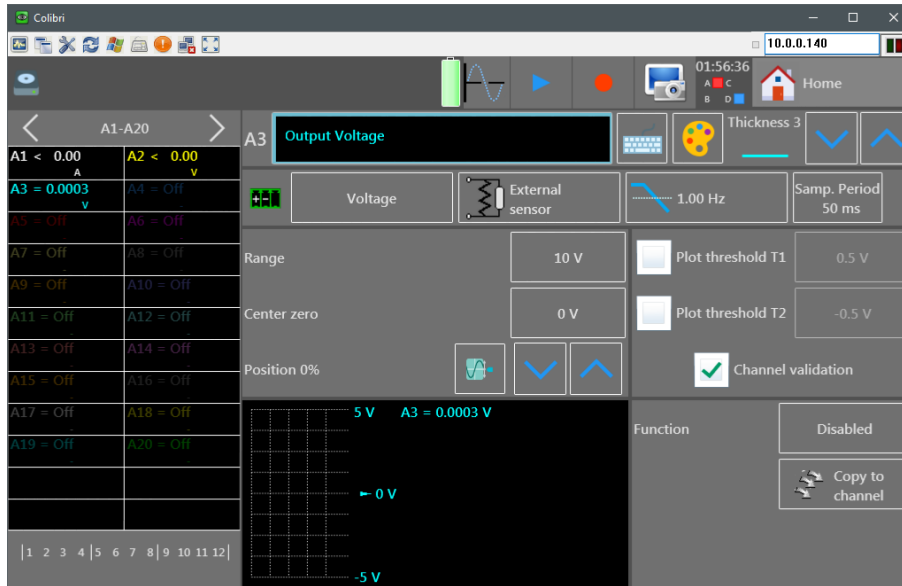 Colibri
10.0.0.140
01:56:36
A C
B D
Home
A1-A20
A3 Output Voltage
Thickness 3
A1 < 0.00 A2 < 0.00
A V
A3 = 0.0003 A4 = Off
V
A5 = Off A6 = Off
A7 = Off A8 = Off
A9 = Off A10 = Off
A11 = Off A12 = Off
A13 = Off A14 = Off
A15 = Off A16 = Off
A17 = Off A18 = Off
A19 = Off A20 = Off
1 2 3 4 5 6 7 8 9 10 11 12
Voltage
External
sensor
1.00 Hz
Samp. Period
50 ms
Range 10 V
Center zero 0 V
Position 0%
Plot threshold T1 0.5 V
Plot threshold T2 -0.5 V
Channel validation
5 V A3 = 0.0003 V
0 V
-5 V
Function Disabled
Copy to
channel